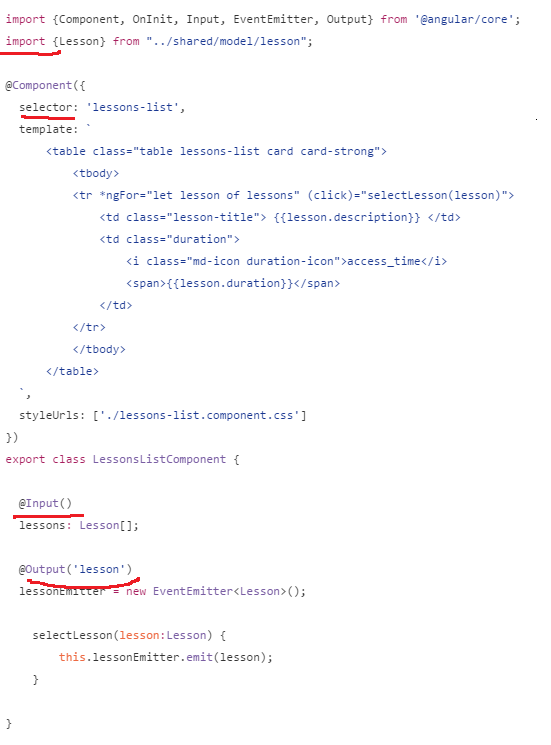 import {Component, OnInit, Input, EventEmitter, Output} from '@angular/core';
import {Lesson} from "../shared/model/lesson";
@Component({
selector: 'lessons-list',
template: `
<table class="table lessons-list card card-strong">
<tbody>
<tr *ngFor="let lesson of lessons" (click)="selectLesson(lesson)">
<td class="lesson-title"> {{lesson.description}} </td>
<td class="duration">
<i class="md-icon duration-icon">access_time</i>
<span>{{lesson.duration}}</span>
</td>
</tr>
</tbody>
</table>
`,
styleUrls: ['./lessons-list.component.css']
})
export class LessonsListComponent {
@Input()
lessons: Lesson[];
@Output('lesson')
lessonEmitter = new EventEmitter<Lesson>();
selectLesson(lesson:Lesson) {
this.lessonEmitter.emit(lesson);
}
}